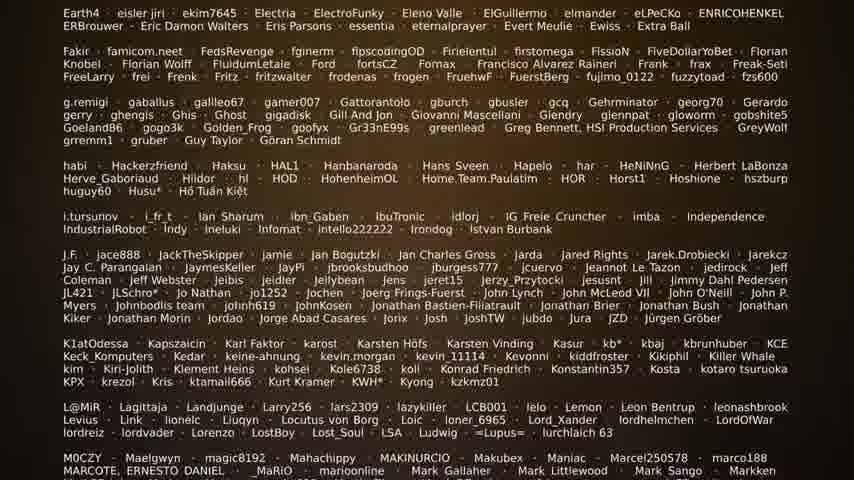 Earth4 · eisler jiri · ekim7645 · Electria · ElectroFunky · Eleno Valle · ElGuillermo · elmander · eLPeCKo · ENRICOHENKEL
ERBrouwer · Eric Damon Walters · Eris Parsons · essentia · eternalprayer · Evert Meulie · Ewiss · Extra Ball
Fakir · famicom.neet · FedsRevenge · fginerm · fipscodingOD · Firielentul · firstomega · FissioN · FiveDollarYoBet · Florian
Knobel · Florian Wolff · FluidumLetale · Ford · fortsCZ · Fomax · Francisco Alvarez Raineri · Frank · frax · Freak-Seti
FreeLarry · frei · Frenk · Fritz · fritzwalter · frodenas · frogen · FruehwF · FuerstBerg · fujimo_0122 · fuzzytoad · fzs600
g.remigi · gaballus · galileo67 · gamer007 · Gattorantolo · gburch · gbusler · gcq · Gehrminator · georg70 · Gerardo
gerry · ghengis · Ghis · Ghost · gigadisk · Gill And Jon · Giovanni Mascellani · Glendry · glennpat · gloworm · gobshite5
Goeland86 · gogo3k · Golden_Frog · goofyx · Gr33nE99s · greenlead · Greg Bennett, HSI Production Services · GreyWolf
grremm1 · gruber · Guy Taylor · Göran Schmidt
habi · Hackerzfriend · Haksu · HAL1 · Hanbanaroda · Hans Sveen · Hapelo · har · HeNiNnG · Herbert LaBonza
Herve_Gaboriaud · Hildor · hl · HOD · HohenheimOL · Home.Team.Paulatim · HOR · Horst1 · Hoshione · hszburp
huguy60 · Husu* · Hồ Tuấn Kiệt
i.tursunov · i_fr_t · Ian Sharum · ibn_Gaben · IbuTronic · idlorj · IG_Freie_Cruncher · imba · Independence
IndustrialRobot · Indy · Ineluki · Infomat · intello222222 · Irondog · Istvan Burbank
J.F. · jace888 · JackTheSkipper · jamie · Jan Bogutzki · Jan Charles Gross · Jarda · Jared Rights · Jarek.Drobiecki · Jarekcz
Jay C. Parangalan · JaymesKeller · JayPi · jbrooksbudhoo · jburgess777 · jcuervo · Jeannot Le Tazon · jedirock · Jeff
Coleman · Jeff Webster · Jeibis · jeidler · Jellybean · Jens · jeret15 · Jerzy_Przytocki · jesusnt · Jill · Jimmy Dahl Pedersen
JL421 · JLSchro* · Jo Nathan · jo1252 · Jochen · Joerg Frings-Fuerst · John Lynch · John McLeod VII · John O'Neill · John P.
Myers · Johnbodlis team · johnh619 · JohnKosen · Jonathan Bastien-Filiatrault · Jonathan Brier · Jonathan Bush · Jonathan
Kiker · Jonathan Morin · Jordao · Jorge Abad Casares · Jorix · Josh · JoshTW · jubdo · Jura · JZD · Jürgen Gröber
K1atOdessa · Kapszaicin · Karl Faktor · karost · Karsten Höfs · Karsten Vinding · Kasur · kb* · kbaj · kbrunhuber · KCE
Keck_Komputers · Kedar · keine-ahnung · kevin.morgan · kevin_11114 · Kevonni · kiddfroster · Kikiphil · Killer Whale
kim · Kiri-Jolith · Klement Heins · kohsei · Kole6738 · koli · Konrad Friedrich · Konstantin357 · Kosta · kotaro tsuruoka
KPX · krezol · Kris · ktamail666 · Kurt Kramer · KWH* · Kyong · kzkmz01
L@MiR · Lagittaja · Landjunge · Larry256 · lars2309 · lazykiller · LCB001 · lelo · Lemon · Leon Bentrup · leonashbrook
Levius · Link · lionelc · Liuqyn · Locutus von Borg · Loic · loner_6965 · Lord_Xander · lordhelmchen · LordOfWar
lordreiz · lordvader · Lorenzo · LostBoy · Lost_Soul · LSA · Ludwig · =Lupus= · lurchlaich 63
M0CZY · Maelgwyn · magic8192 · Mahachippy · MAKINURCIO · Makubex · Maniac · Marcel250578 · marco188
MARCOTE, ERNESTO DANIEL · _MaRiO · marioonline · Mark Gallaher · Mark Littlewood · Mark Sango · Markken